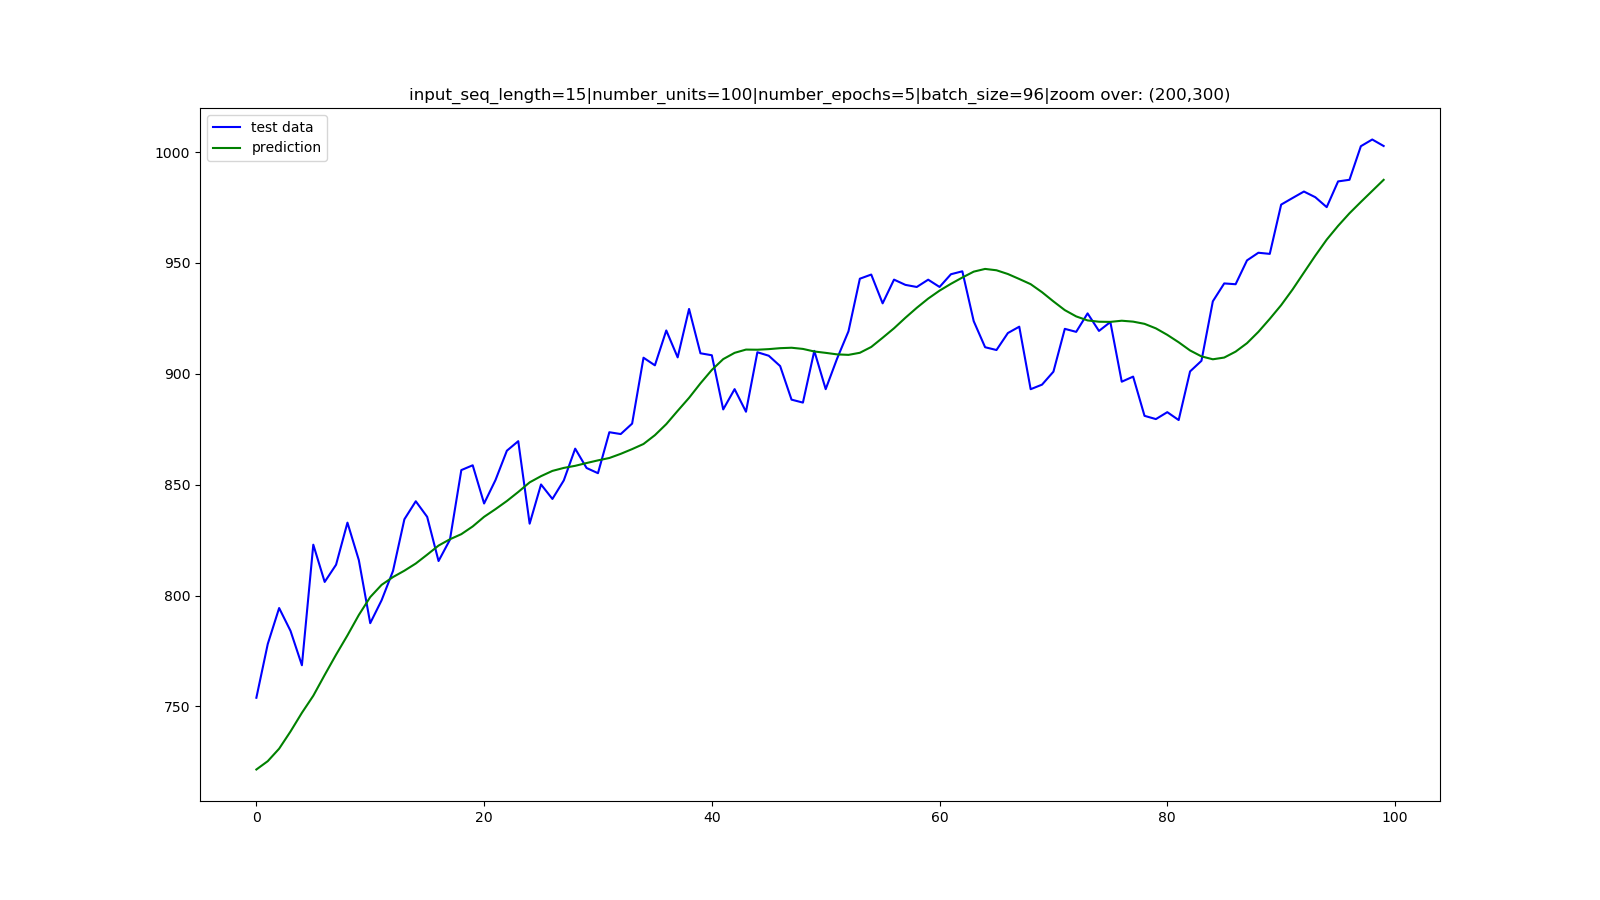 input_seq_length=15|number_units=100|number_epochs=5|batch_size=96|zoom over: (200,300)
test data
prediction
1000
950
900
850
800
750
0 20 40 60 80 100